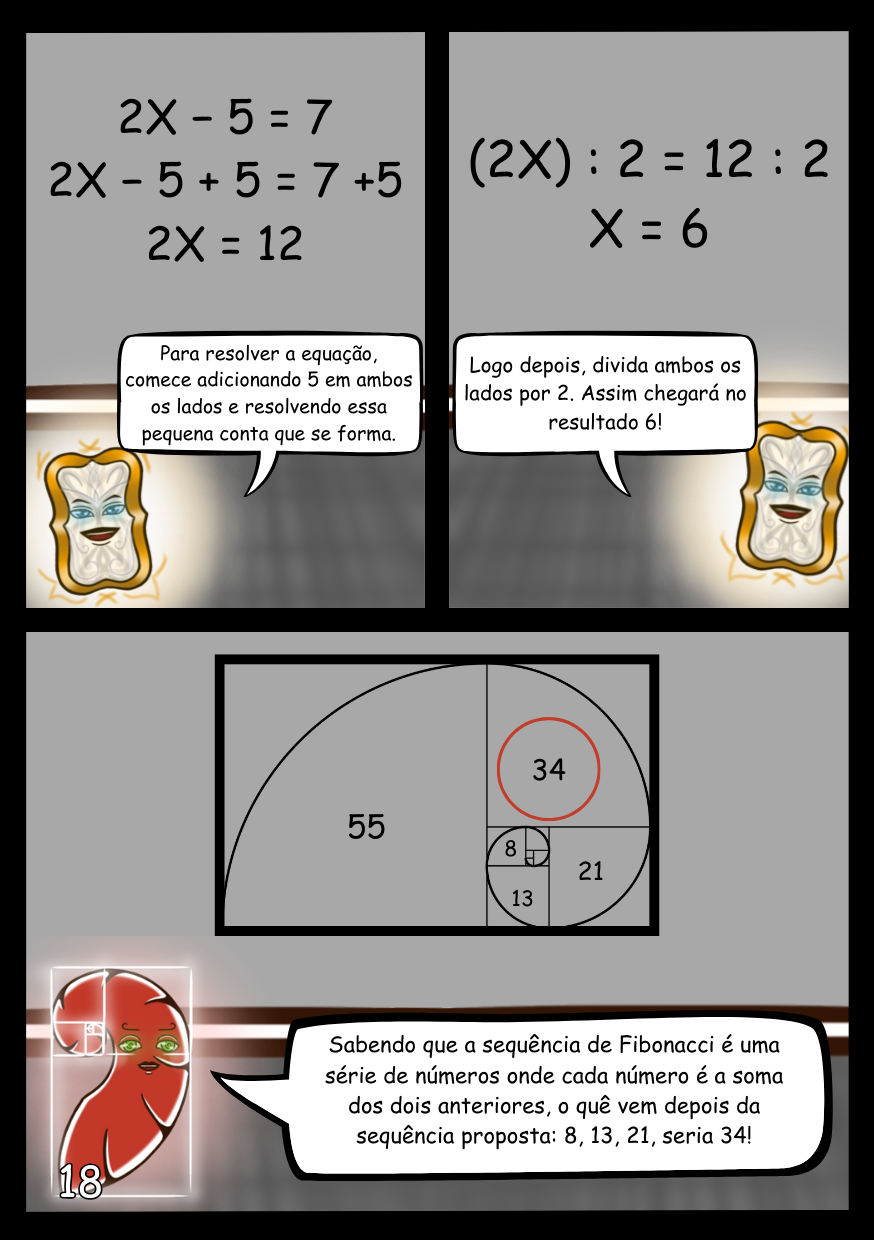 2X – 5 = 7
2X – 5 + 5 = 7 +5
2X = 12
Para resolver a equação,
comece adicionando 5 em ambos
os lados e resolvendo essa
pequena conta que se forma.
(2X) : 2 = 12 : 2
X = 6
Logo depois, divida ambos os
lados por 2. Assim chegará no
resultado 6!
34
55
8
21
13
Sabendo que a sequência de Fibonacci é uma
série de números onde cada número é a soma
dos dois anteriores, o quê vem depois da
sequência proposta: 8, 13, 21, seria 34!
18